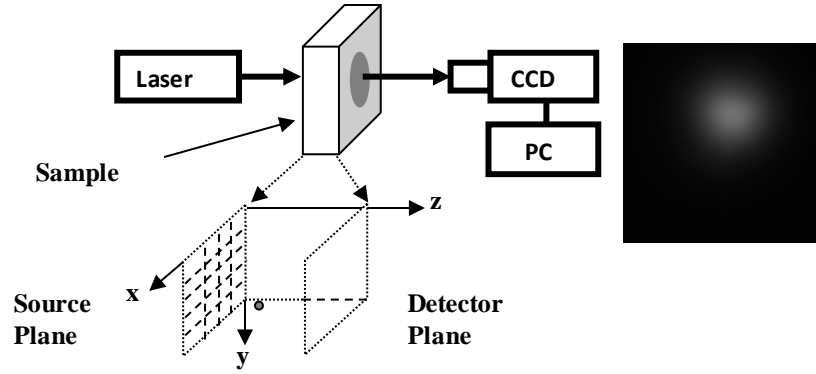 Laser
CCD
PC
Sample
z
x
Source
Plane
Detector
Plane
y